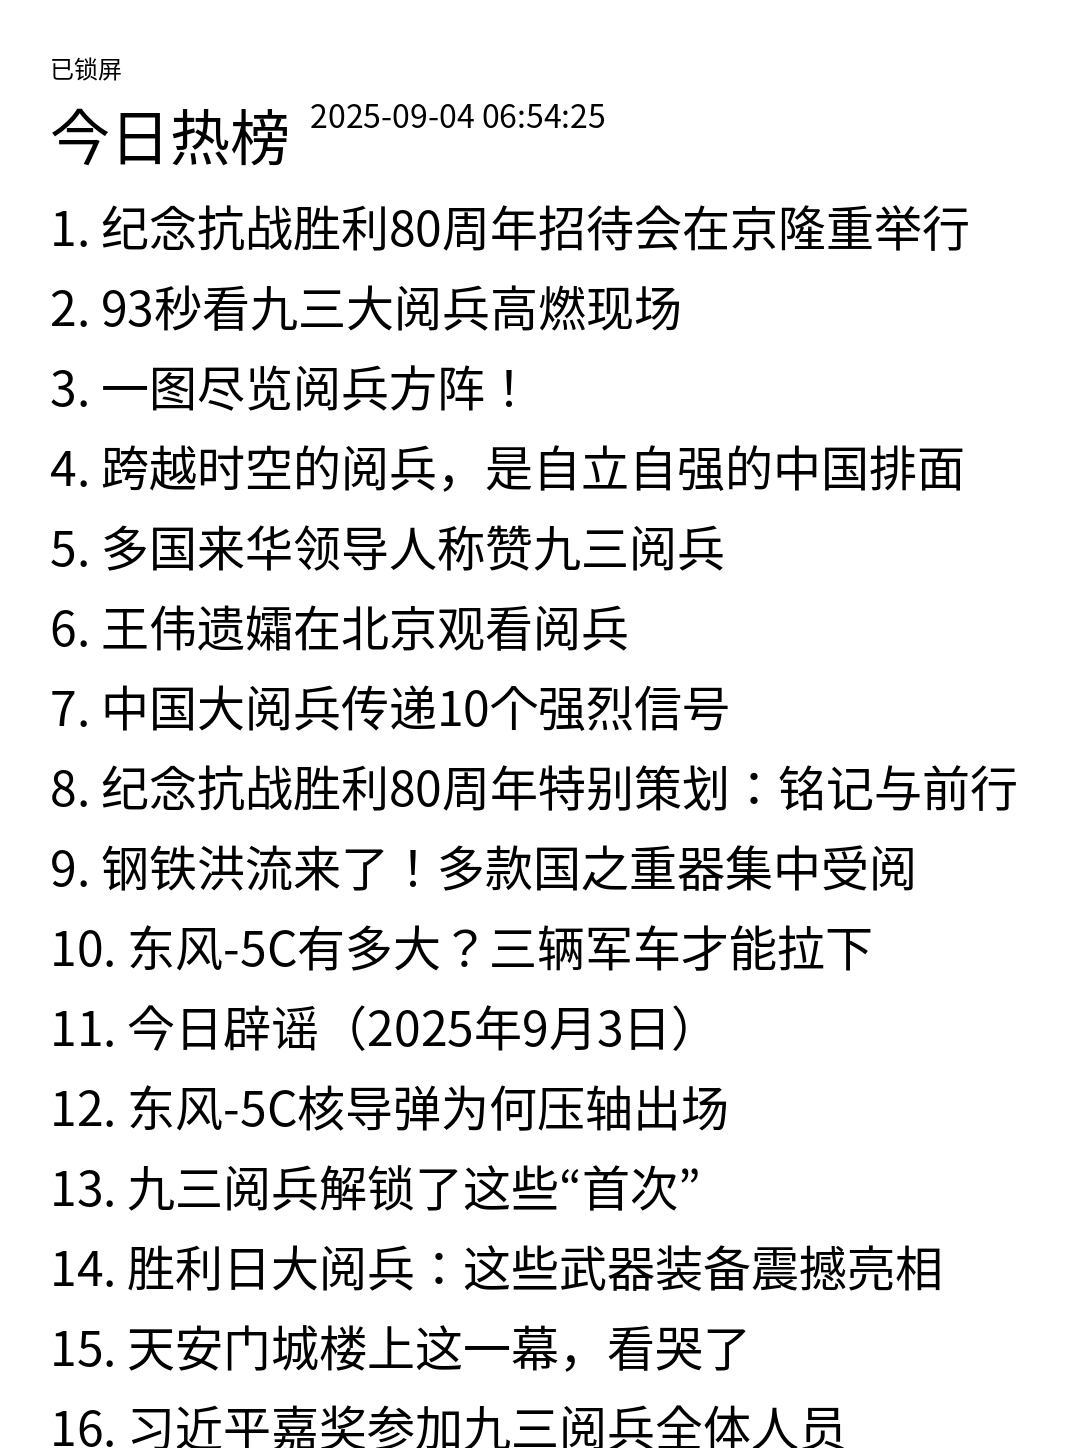 已锁屏
今日热榜 2025-09-04 06:54:25
1. 纪念抗战胜利80周年招待会在京隆重举行
2. 93秒看九三大阅兵高燃现场
3. 一图尽览阅兵方阵！
4. 跨越时空的阅兵，是自立自强的中国排面
5. 多国来华领导人称赞九三阅兵
6. 王伟遗孀在北京观看阅兵
7. 中国大阅兵传递10个强烈信号
8. 纪念抗战胜利80周年特别策划：铭记与前行
9. 钢铁洪流来了！多款国之重器集中受阅
10. 东风-5C有多大？三辆军车才能拉下
11. 今日辟谣（2025年9月3日）
12. 东风-5C核导弹为何压轴出场
13. 九三阅兵解锁了这些“首次”
14. 胜利日大阅兵：这些武器装备震撼亮相
15. 天安门城楼上这一幕，看哭了
16. 习近平嘉奖参加九三阅兵全体人员